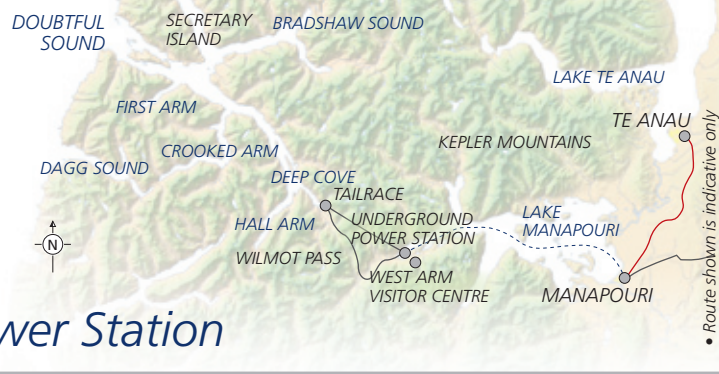 DOUBTFUL
SOUND
SECRETARY
ISLAND
BRADSHAW SOUND
LAKE TE ANAU
FIRST ARM
TE ANAU
CROOKED ARM
KEPLER MOUNTAINS
DAGG SOUND
DEEP COVE
TAILRACE
HALL ARM
UNDERGROUND
POWER STATION
LAKE
MANAPOURI
N
WILMOT PASS
WEST ARM
VISITOR CENTRE
MANAPOURI
wer Station
• Route shown is indicative only